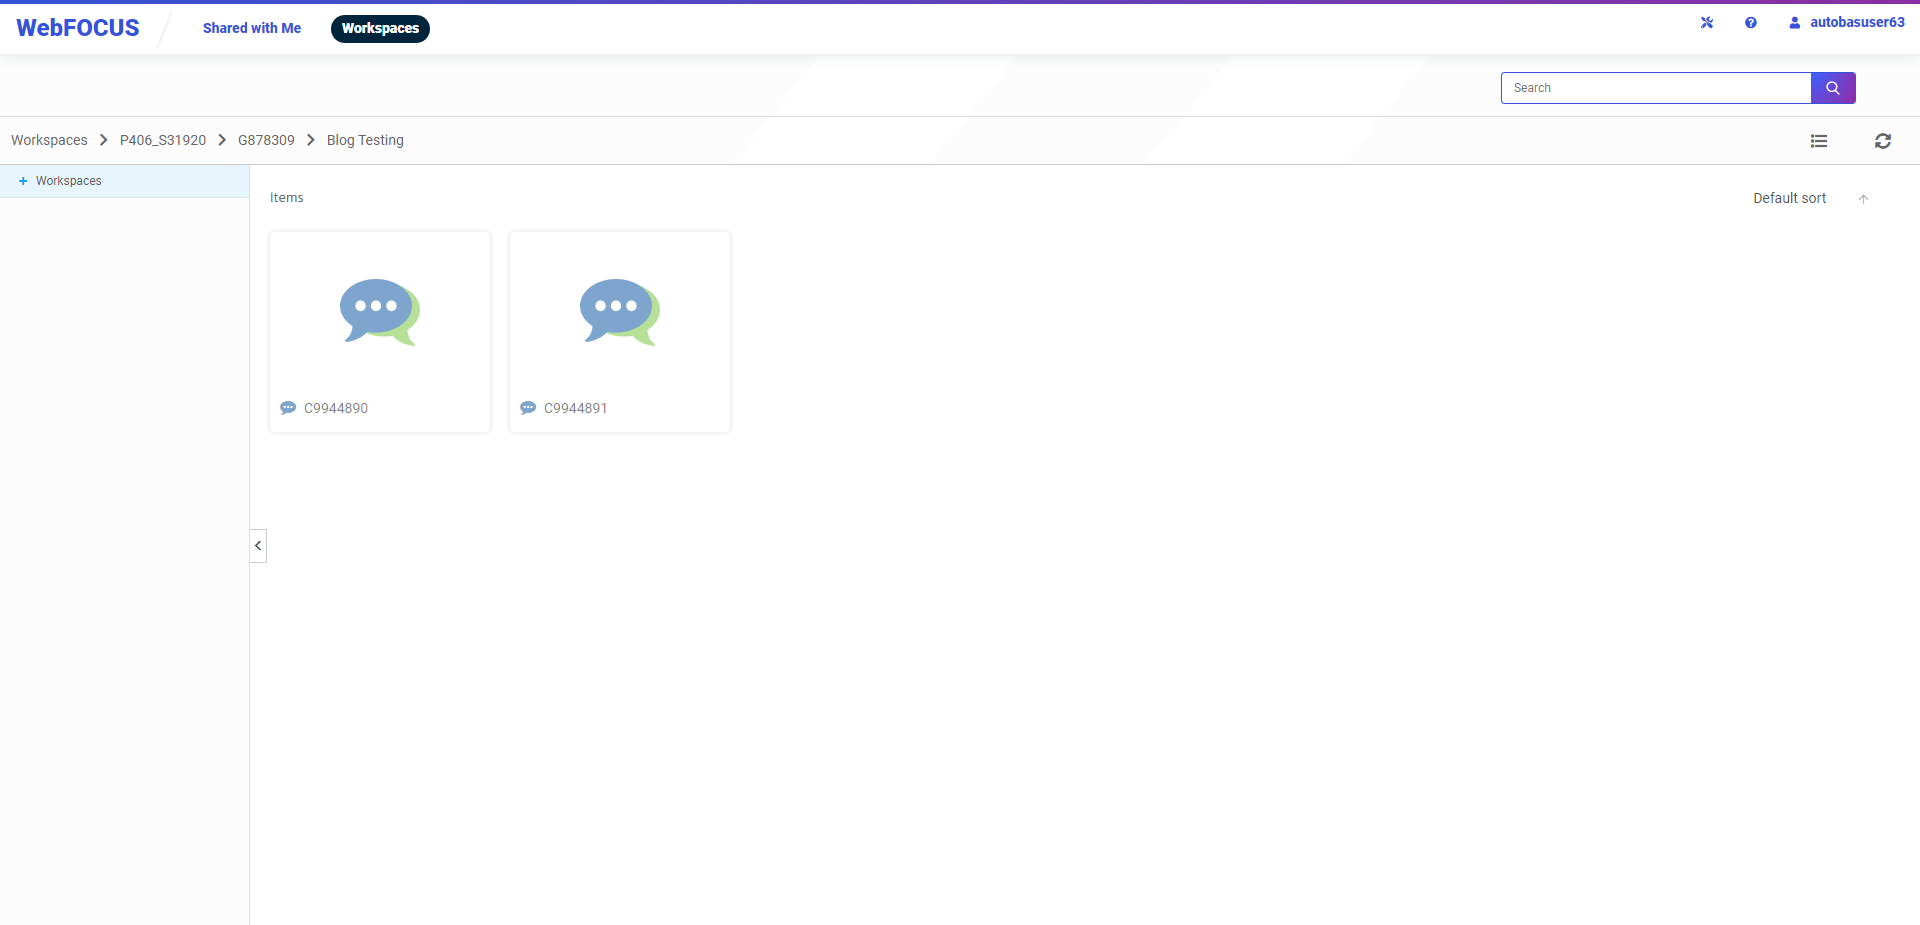 WebFOCUS
Shared with Me
Workspaces
autobasuser63
Search
Workspaces
P406_S31920
G878309
Blog Testing
Workspaces
Items
Default sort
C9944890
C9944891